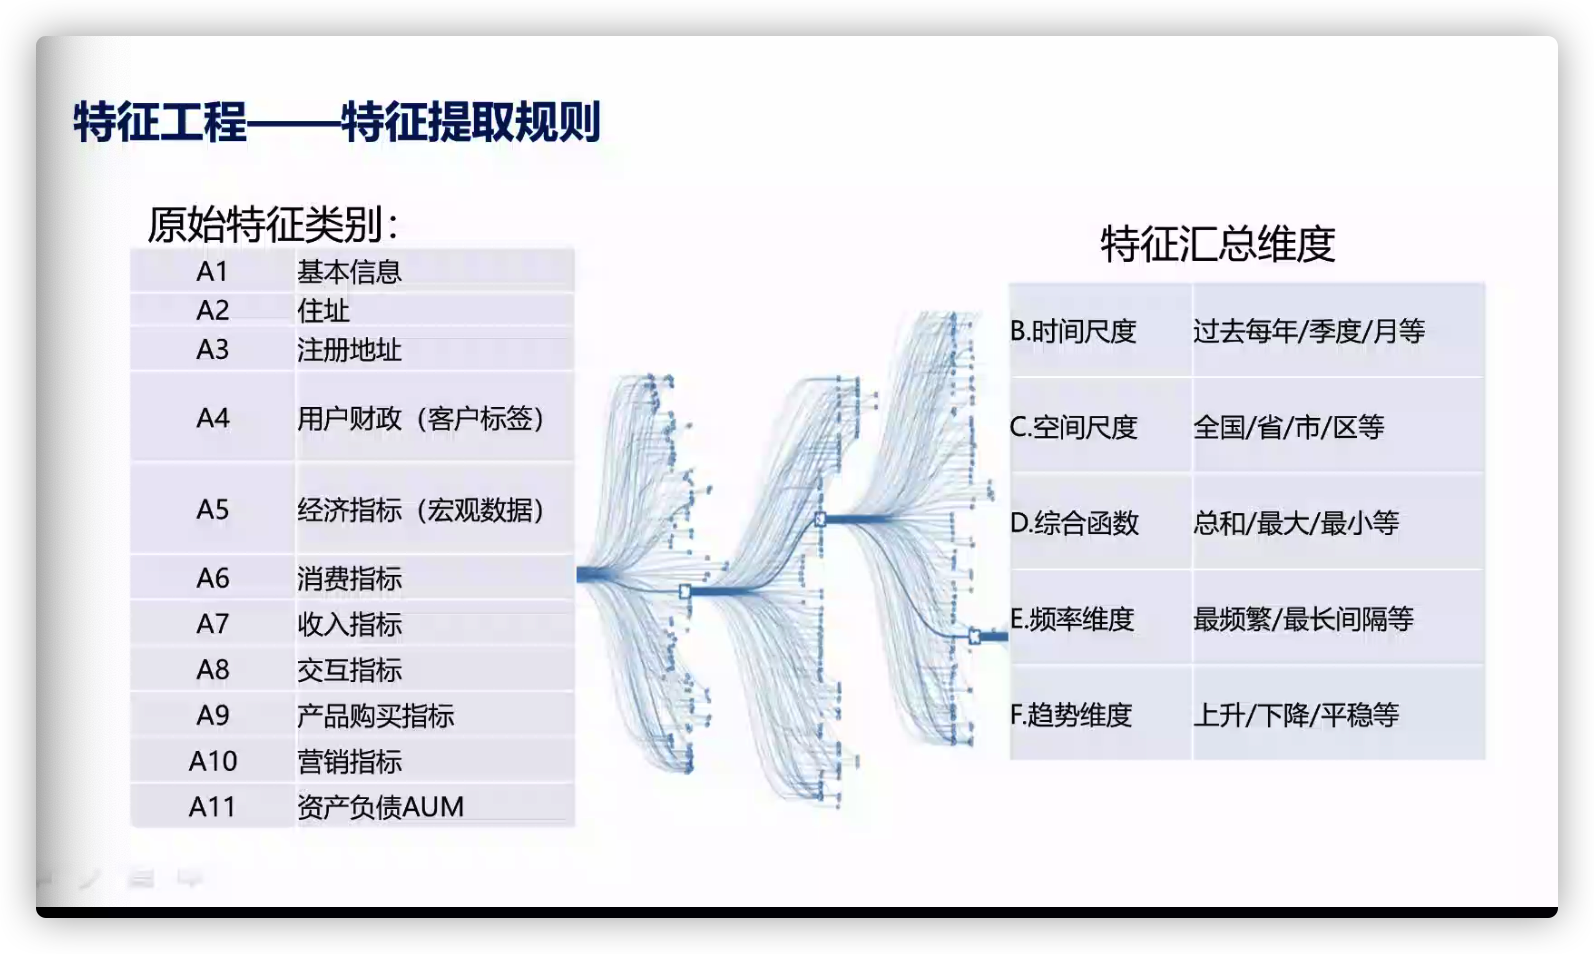 特征工程——特征提取规则
原始特征类别：
A1 基本信息
A2 住址
A3 注册地址
A4 用户财政（客户标签）
A5 经济指标（宏观数据）
A6 消费指标
A7 收入指标
A8 交互指标
A9 产品购买指标
A10 营销指标
A11 资产负债AUM
特征汇总维度
B.时间尺度 过去每年/季度/月等
C.空间尺度 全国/省/市/区等
D.综合函数 总和/最大/最小等
E.频率维度 最频繁/最长间隔等
F.趋势维度 上升/下降/平稳等